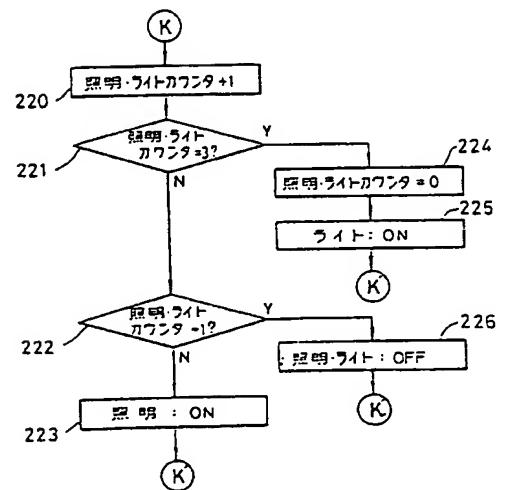 K
照明・ライトカウンタ+1
220
照明・ライト
カウンタ=3?
Y
221
N
224
照明・ライトカウンタ=0
225
ライト:ON
K
照明・ライト
カウンタ=1?
Y
222
N
226
照明・ライト:OFF
K
照明:ON
223
K